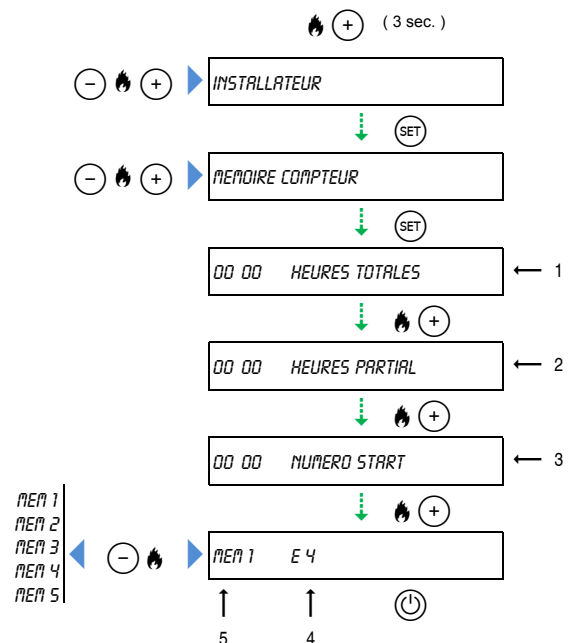 + ( 3 sec. )
− + INSTALLATEUR
SET
− + MEMOIRE COMPTEUR
SET
00 00 HEURES TOTALES 1
+
00 00 HEURES PARTIAL 2
+
00 00 NUMERO START 3
+
MEM 1
MEM 2
MEM 3
MEM 4
MEM 5
− MEM 1 E 4
5 4